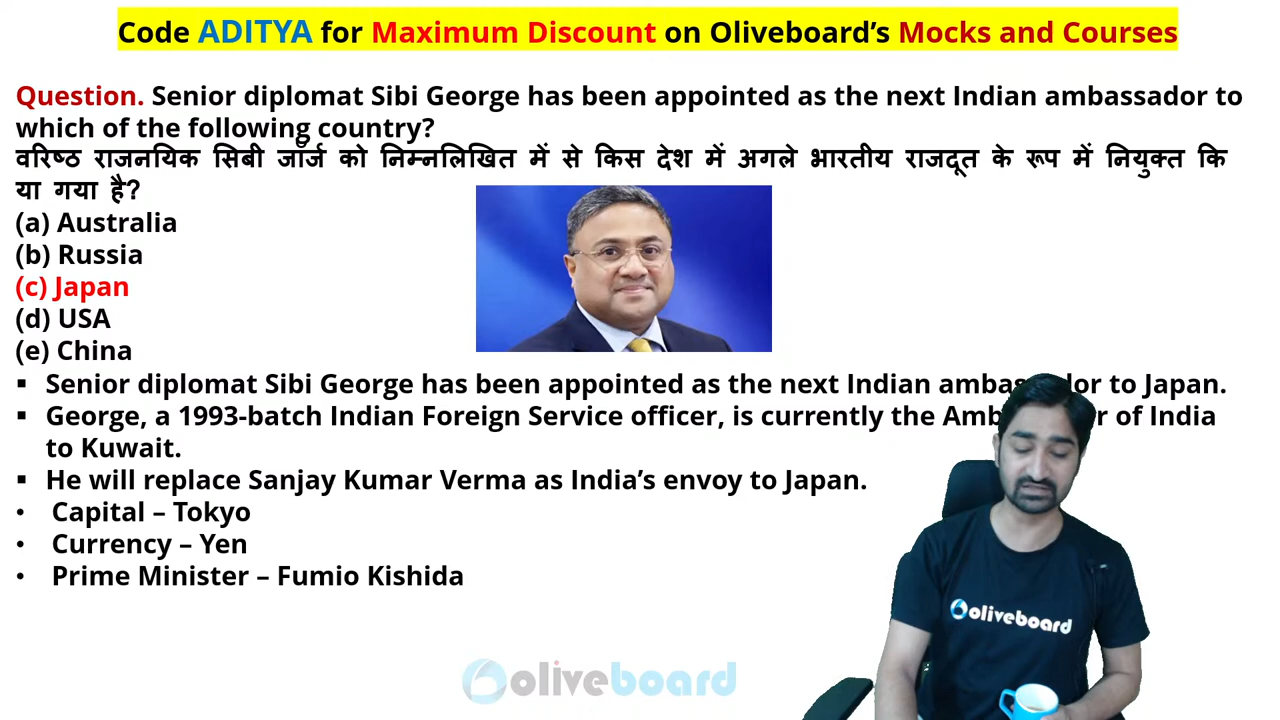 Code ADITYA for Maximum Discount on Oliveboard's Mocks and Courses
Question. Senior diplomat Sibi George has been appointed as the next Indian ambassador to
which of the following country?
वरिष्ठ राजनयिक सिबी जॉर्ज को निम्नलिखित में से किस देश में अगले भारतीय राजदूत के रूप में नियुक्त कि
या गया है?
(a) Australia
(b) Russia
(c) Japan
(d) USA
(e) China
▪ Senior diplomat Sibi George has been appointed as the next Indian to Japan.
▪ George, a 1993-batch Indian Foreign Service officer, is currently the of India
to Kuwait.
▪ He will replace Sanjay Kumar Verma as India's envoy to Japan.
• Capital – Tokyo
• Currency – Yen
• Prime Minister – Fumio Kishida
oliveboard
oliveboard